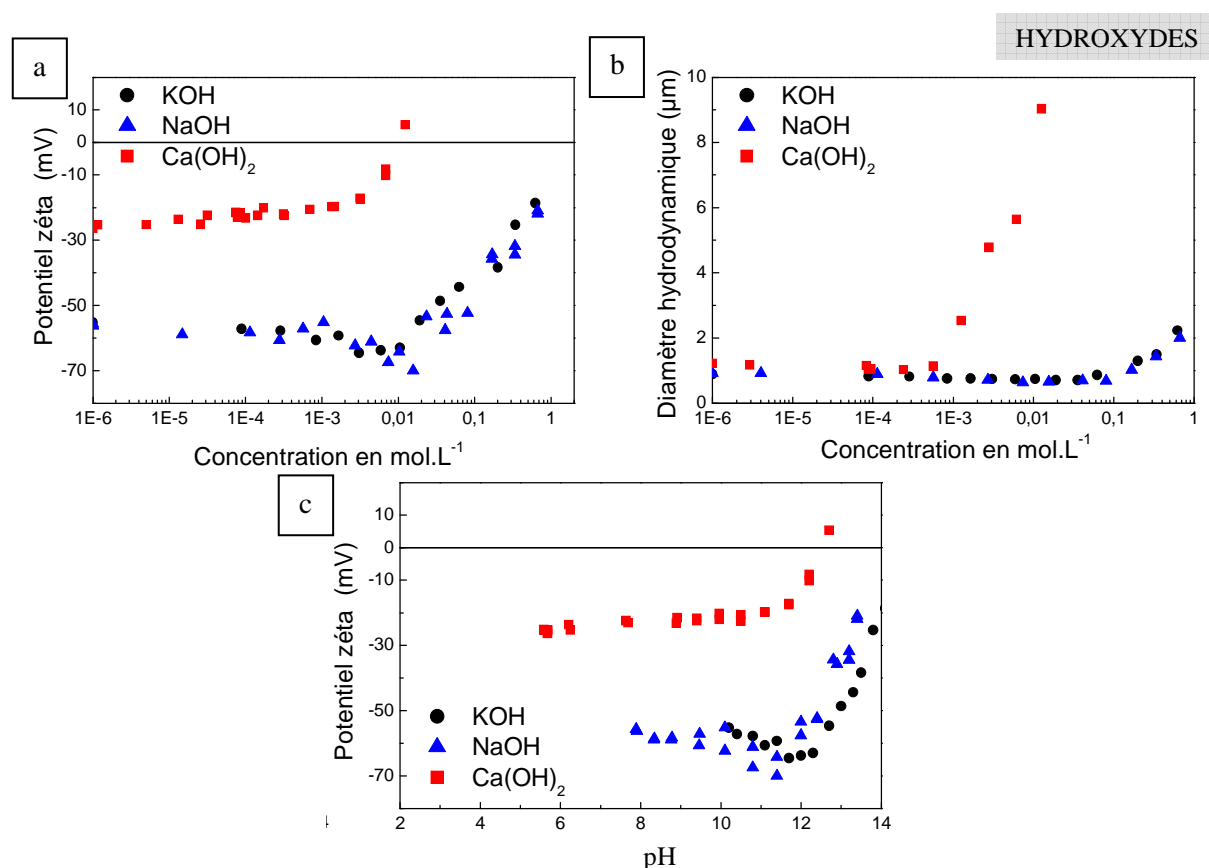 HYDROXYDES
a
KOH
NaOH
Ca(OH)2
10
0
-10
-30
-50
-70
Potentiel zéta (mV)
1E-6 1E-5 1E-4 1E-3 0,01 0,1 1
Concentration en mol.L-1
b
KOH
NaOH
Ca(OH)2
10
8
6
4
2
0
Diamètre hydrodynamique (µm)
1E-6 1E-5 1E-4 1E-3 0,01 0,1 1
Concentration en mol.L-1
c
10
0
-10
-30
-50
-70
Potentiel zéta (mV)
KOH
NaOH
Ca(OH)2
2 4 6 8 10 12 14
pH